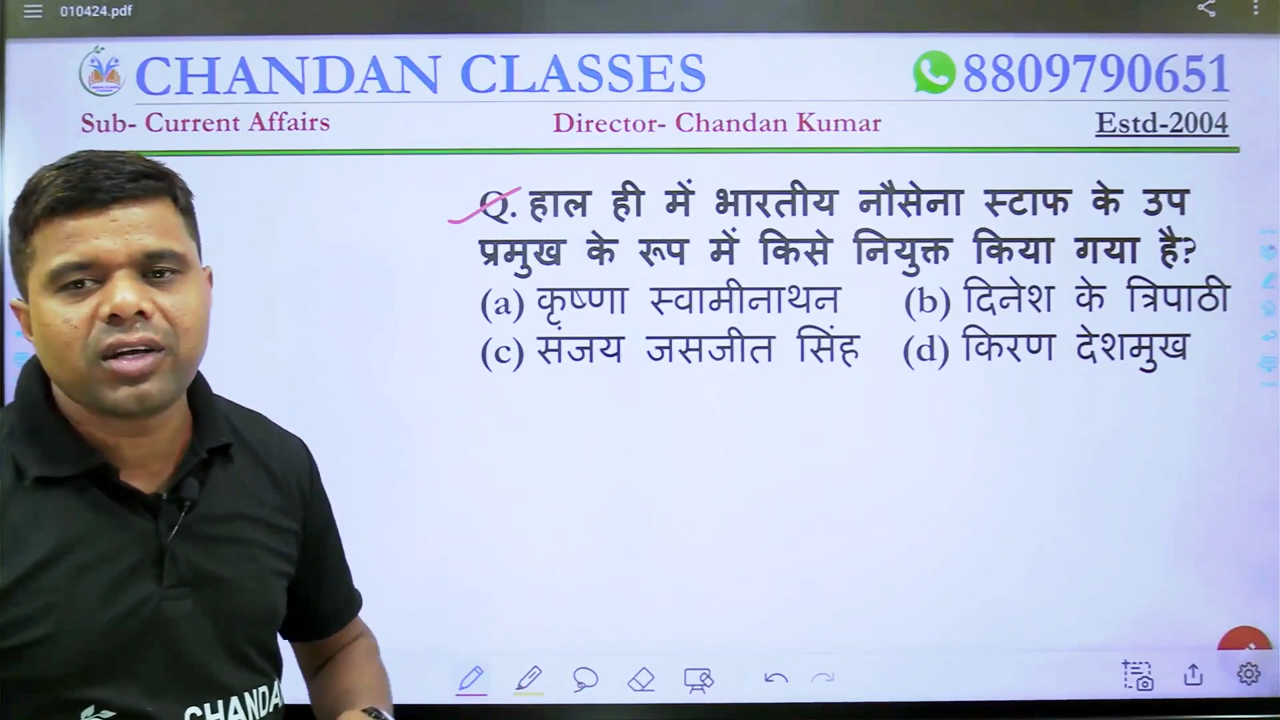 010424.pdf
CHANDAN CLASSES 8809790651
Sub- Current Affairs Director- Chandan Kumar Estd-2004
Q. हाल ही में भारतीय नौसेना स्टाफ के उप
प्रमुख के रूप में किसे नियुक्त किया गया है?
(a) कृष्णा स्वामीनाथन (b) दिनेश के त्रिपाठी
(c) संजय जसजीत सिंह (d) किरण देशमुख
CHANDA